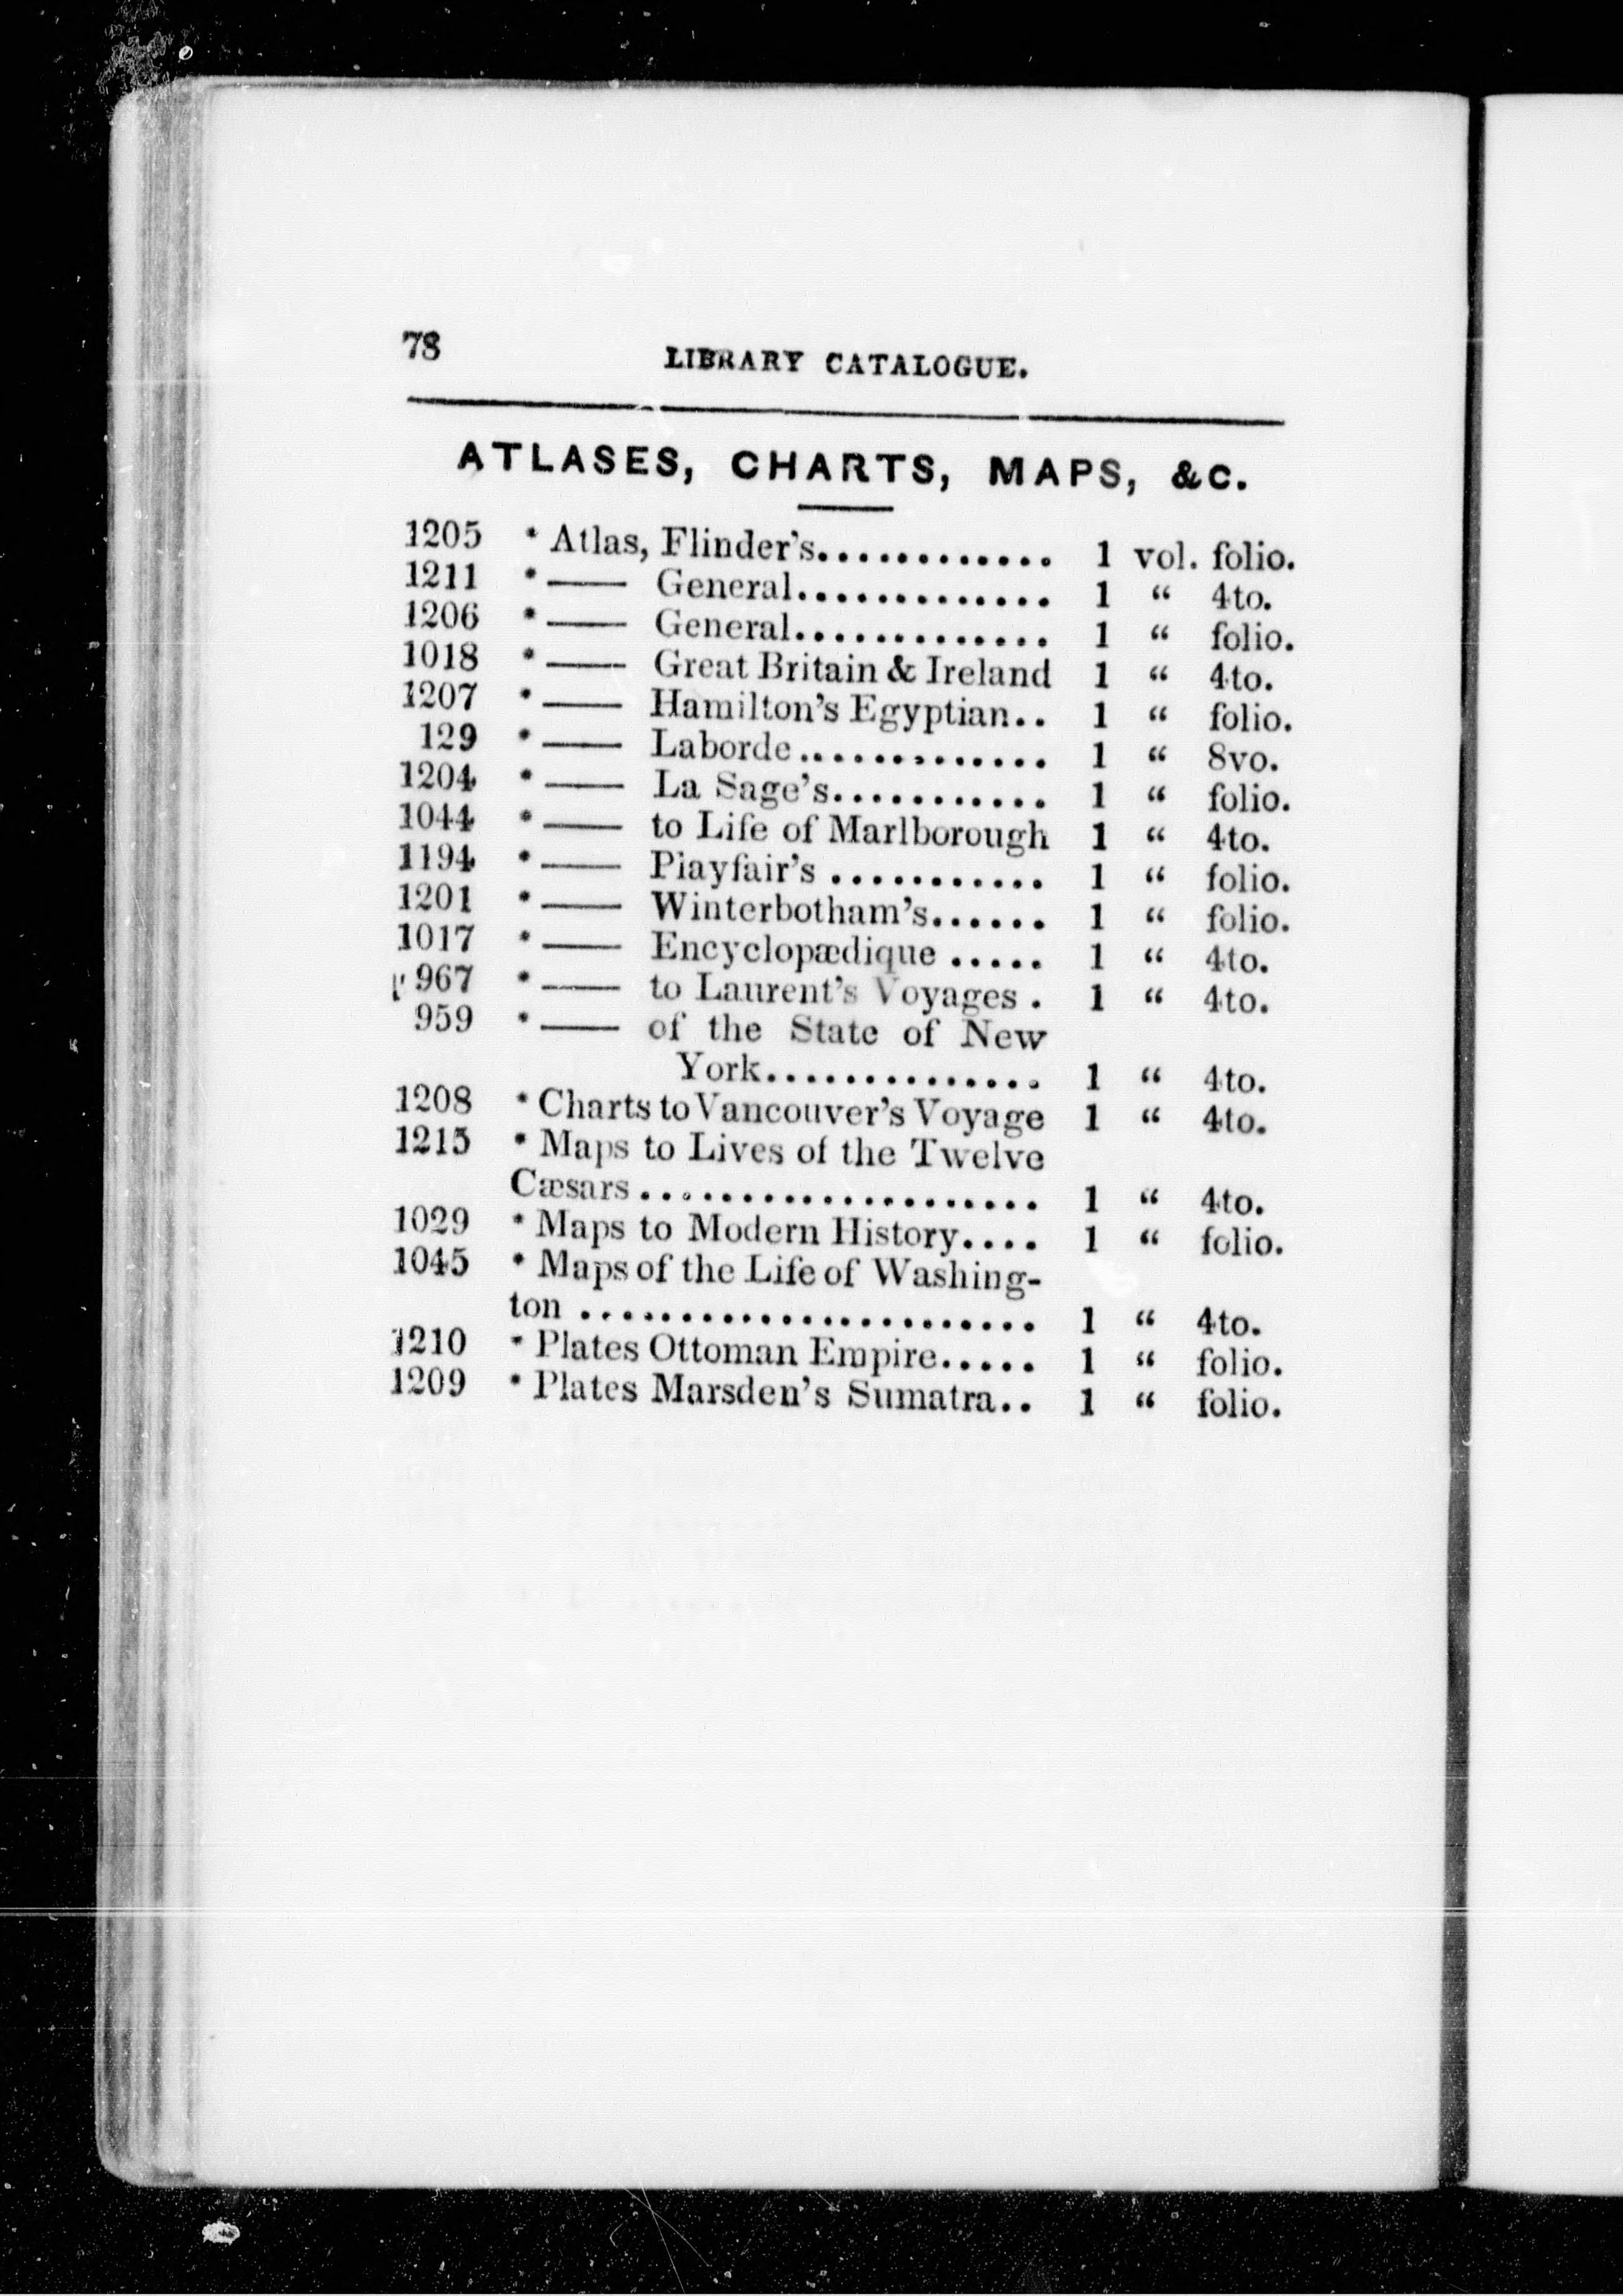 78 LIBRARY CATALOGUE.
ATLASES, CHARTS, MAPS, &C.
1205 * Atlas, Flinder's............ 1 vol. folio.
1211 * —— General............. 1 “ 4to.
1206 * —— General............. 1 “ folio.
1018 * —— Great Britain & Ireland 1 “ 4to.
1207 * —— Hamilton's Egyptian.. 1 “ folio.
129 * —— Laborde............. 1 “ 8vo.
1204 * —— La Sage's........... 1 “ folio.
1044 * —— to Life of Marlborough 1 “ 4to.
1194 * —— Playfair's ........... 1 “ folio.
1201 * —— Winterbotham's...... 1 “ folio.
1017 * —— Encyclopædique ..... 1 “ 4to.
967 * —— to Laurent's Voyages . 1 “ 4to.
959 * —— of the State of New
York.............. 1 “ 4to.
1208 * Charts to Vancouver's Voyage 1 “ 4to.
1215 * Maps to Lives of the Twelve
Cæsars.................... 1 “ 4to.
1029 * Maps to Modern History.... 1 “ folio.
1045 * Maps of the Life of Washing-
ton ....................... 1 “ 4to.
1210 * Plates Ottoman Empire..... 1 “ folio.
1209 * Plates Marsden's Sumatra.. 1 “ folio.